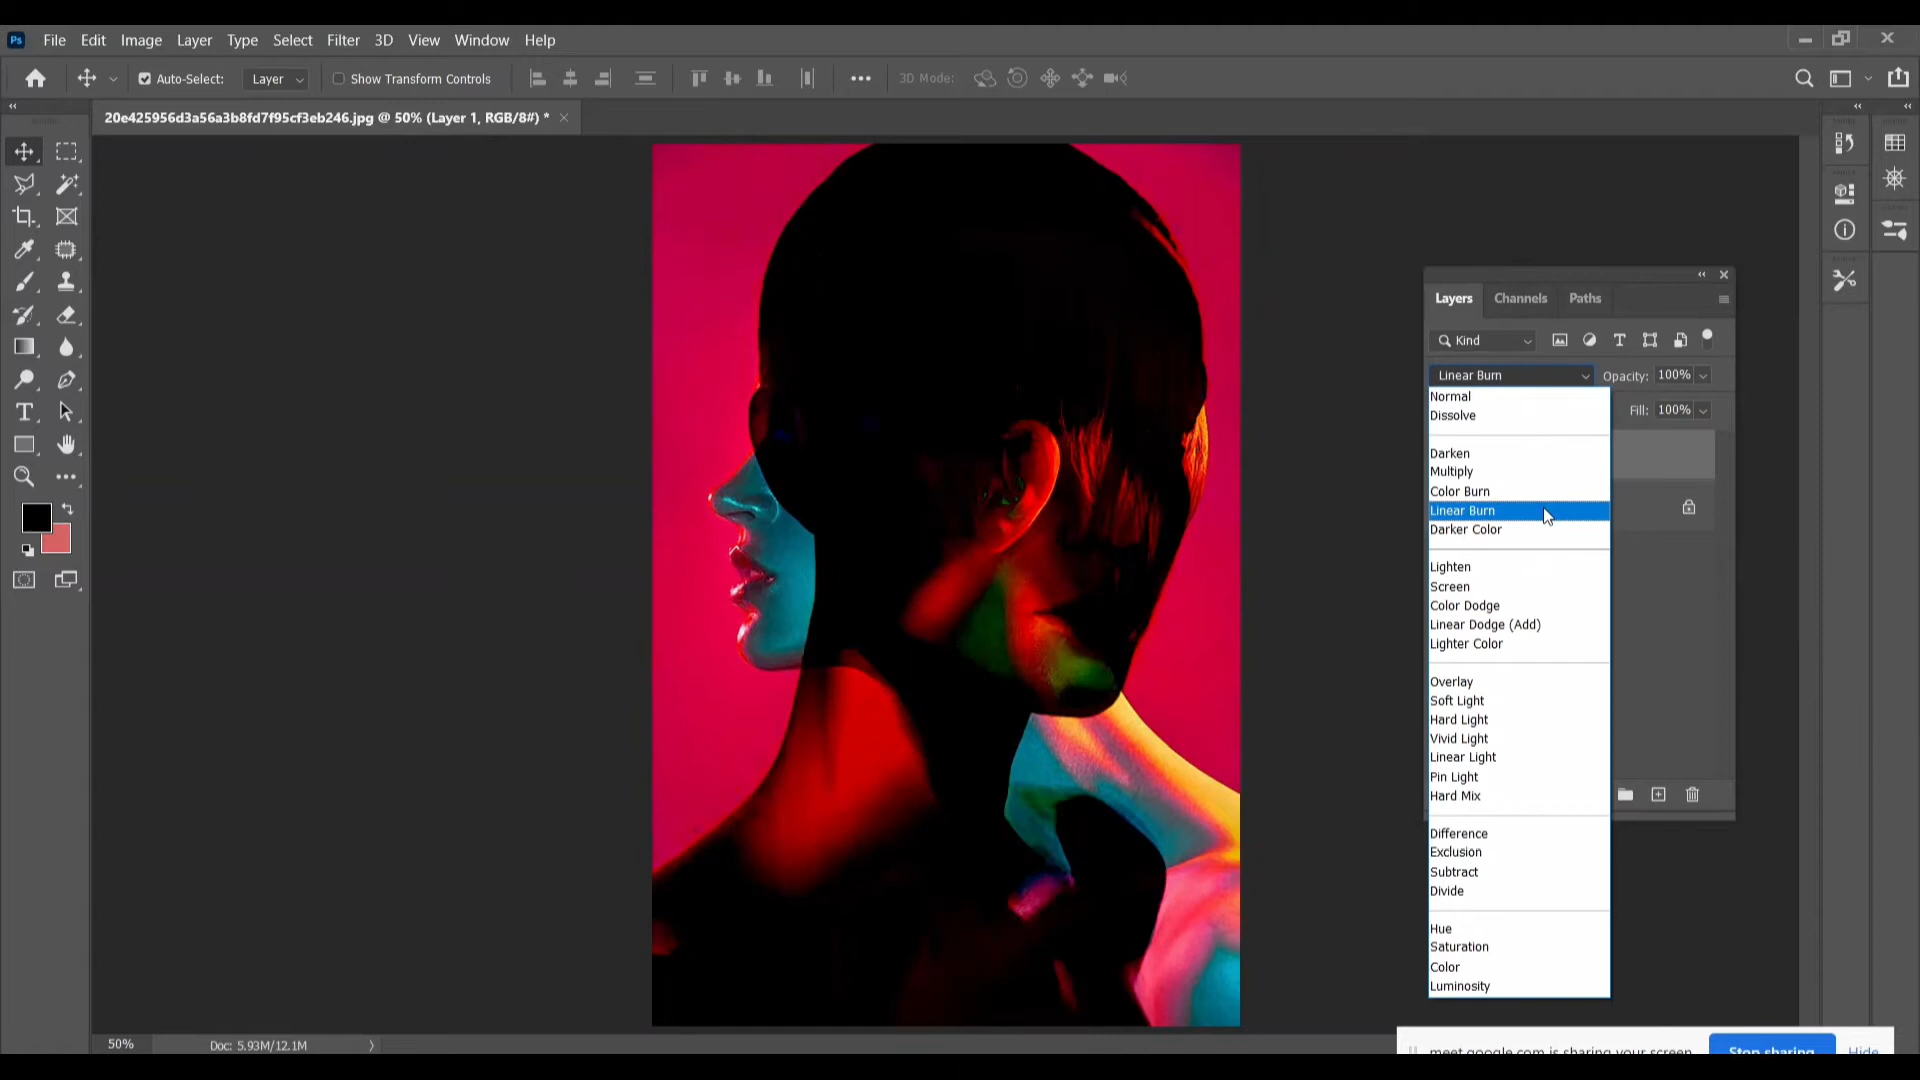 Ps File Edit Image Layer Type Select Filter 3D View Window Help
Auto-Select: Layer Show Transform Controls 3D Mode:
20e425956d3a56a3b8fd7f95cf3eb246.jpg @ 50% (Layer 1, RGB/8#) *
Layers Channels Paths
Kind
Linear Burn Opacity: 100%
Fill: 100%
Normal
Dissolve
Darken
Multiply
Color Burn
Linear Burn
Darker Color
Lighten
Screen
Color Dodge
Linear Dodge (Add)
Lighter Color
Overlay
Soft Light
Hard Light
Vivid Light
Linear Light
Pin Light
Hard Mix
Difference
Exclusion
Subtract
Divide
Hue
Saturation
Color
Luminosity
50% Doc: 5.93M/12.1M
meet.google.com is sharing your screen. Stop sharing Hide